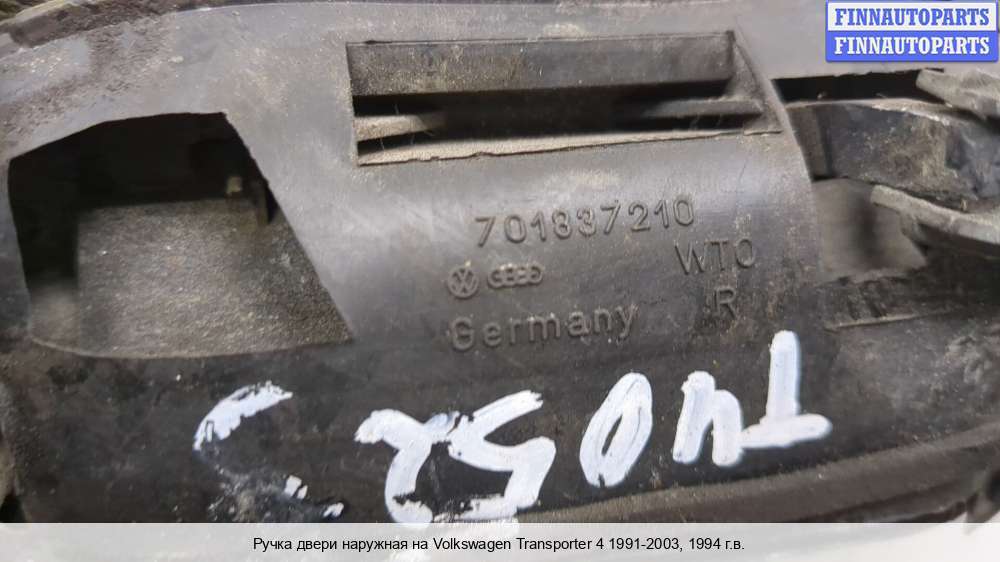 FINNAUTOPARTS
FINNAUTOPARTS
701837210
WTO
Germany
R
Ручка двери наружная на Volkswagen Transporter 4 1991-2003, 1994 г.в.